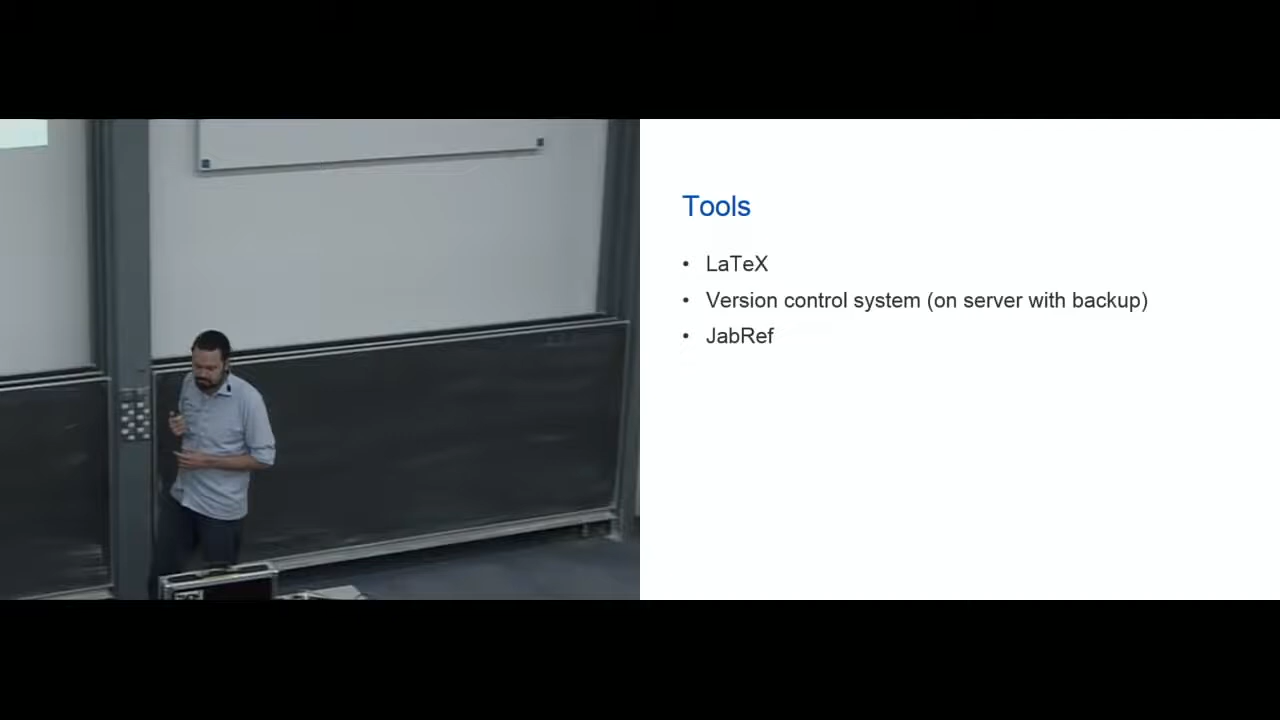 Tools
• LaTeX
• Version control system (on server with backup)
• JabRef